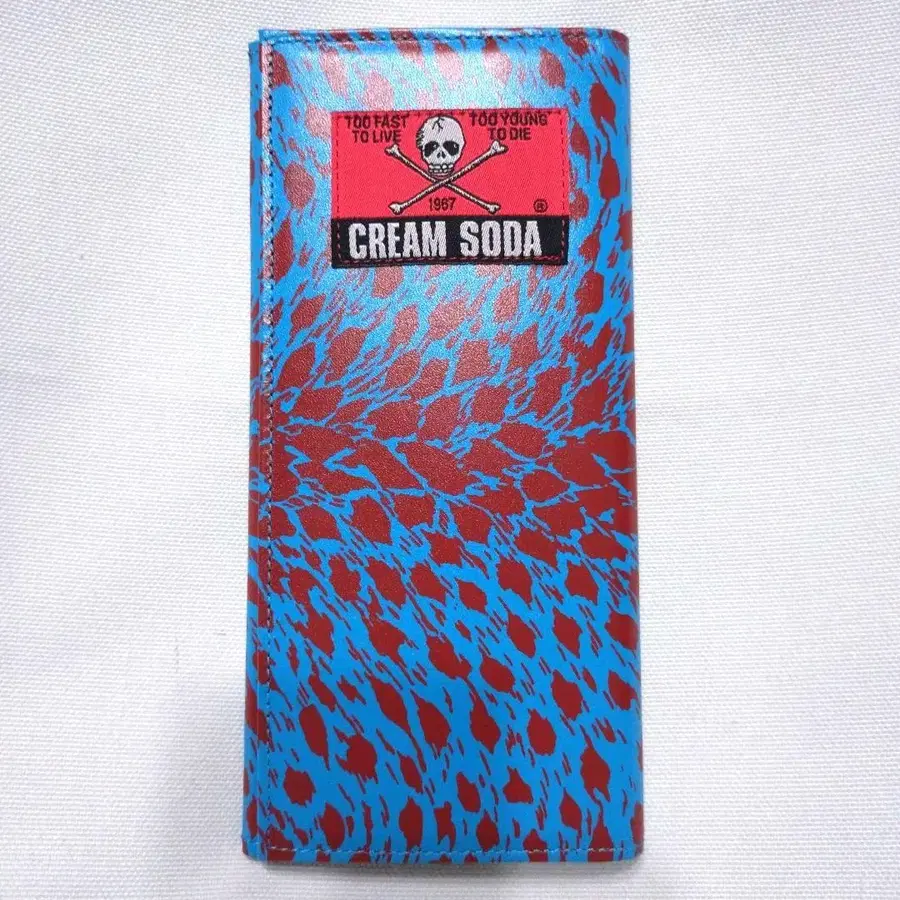 TOO FAST
TO LIVE
TOO YOUNG
TO DIE
1967
®
CREAM SODA